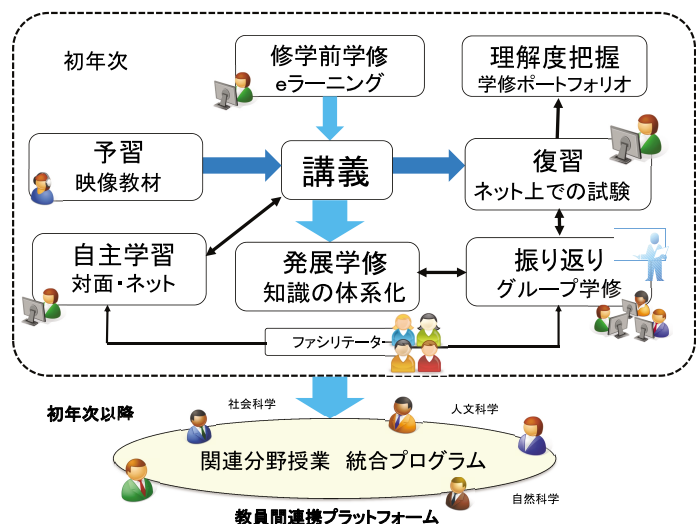 初年次
修学前学修
eラーニング
理解度把握
学修ポートフォリオ
予習
映像教材
講義
復習
ネット上での試験
自主学習
対面・ネット
発展学修
知識の体系化
振り返り
グループ学修
ファシリテーター
初年次以降
社会科学
人文科学
関連分野授業 統合プログラム
自然科学
教員間連携プラットフォーム